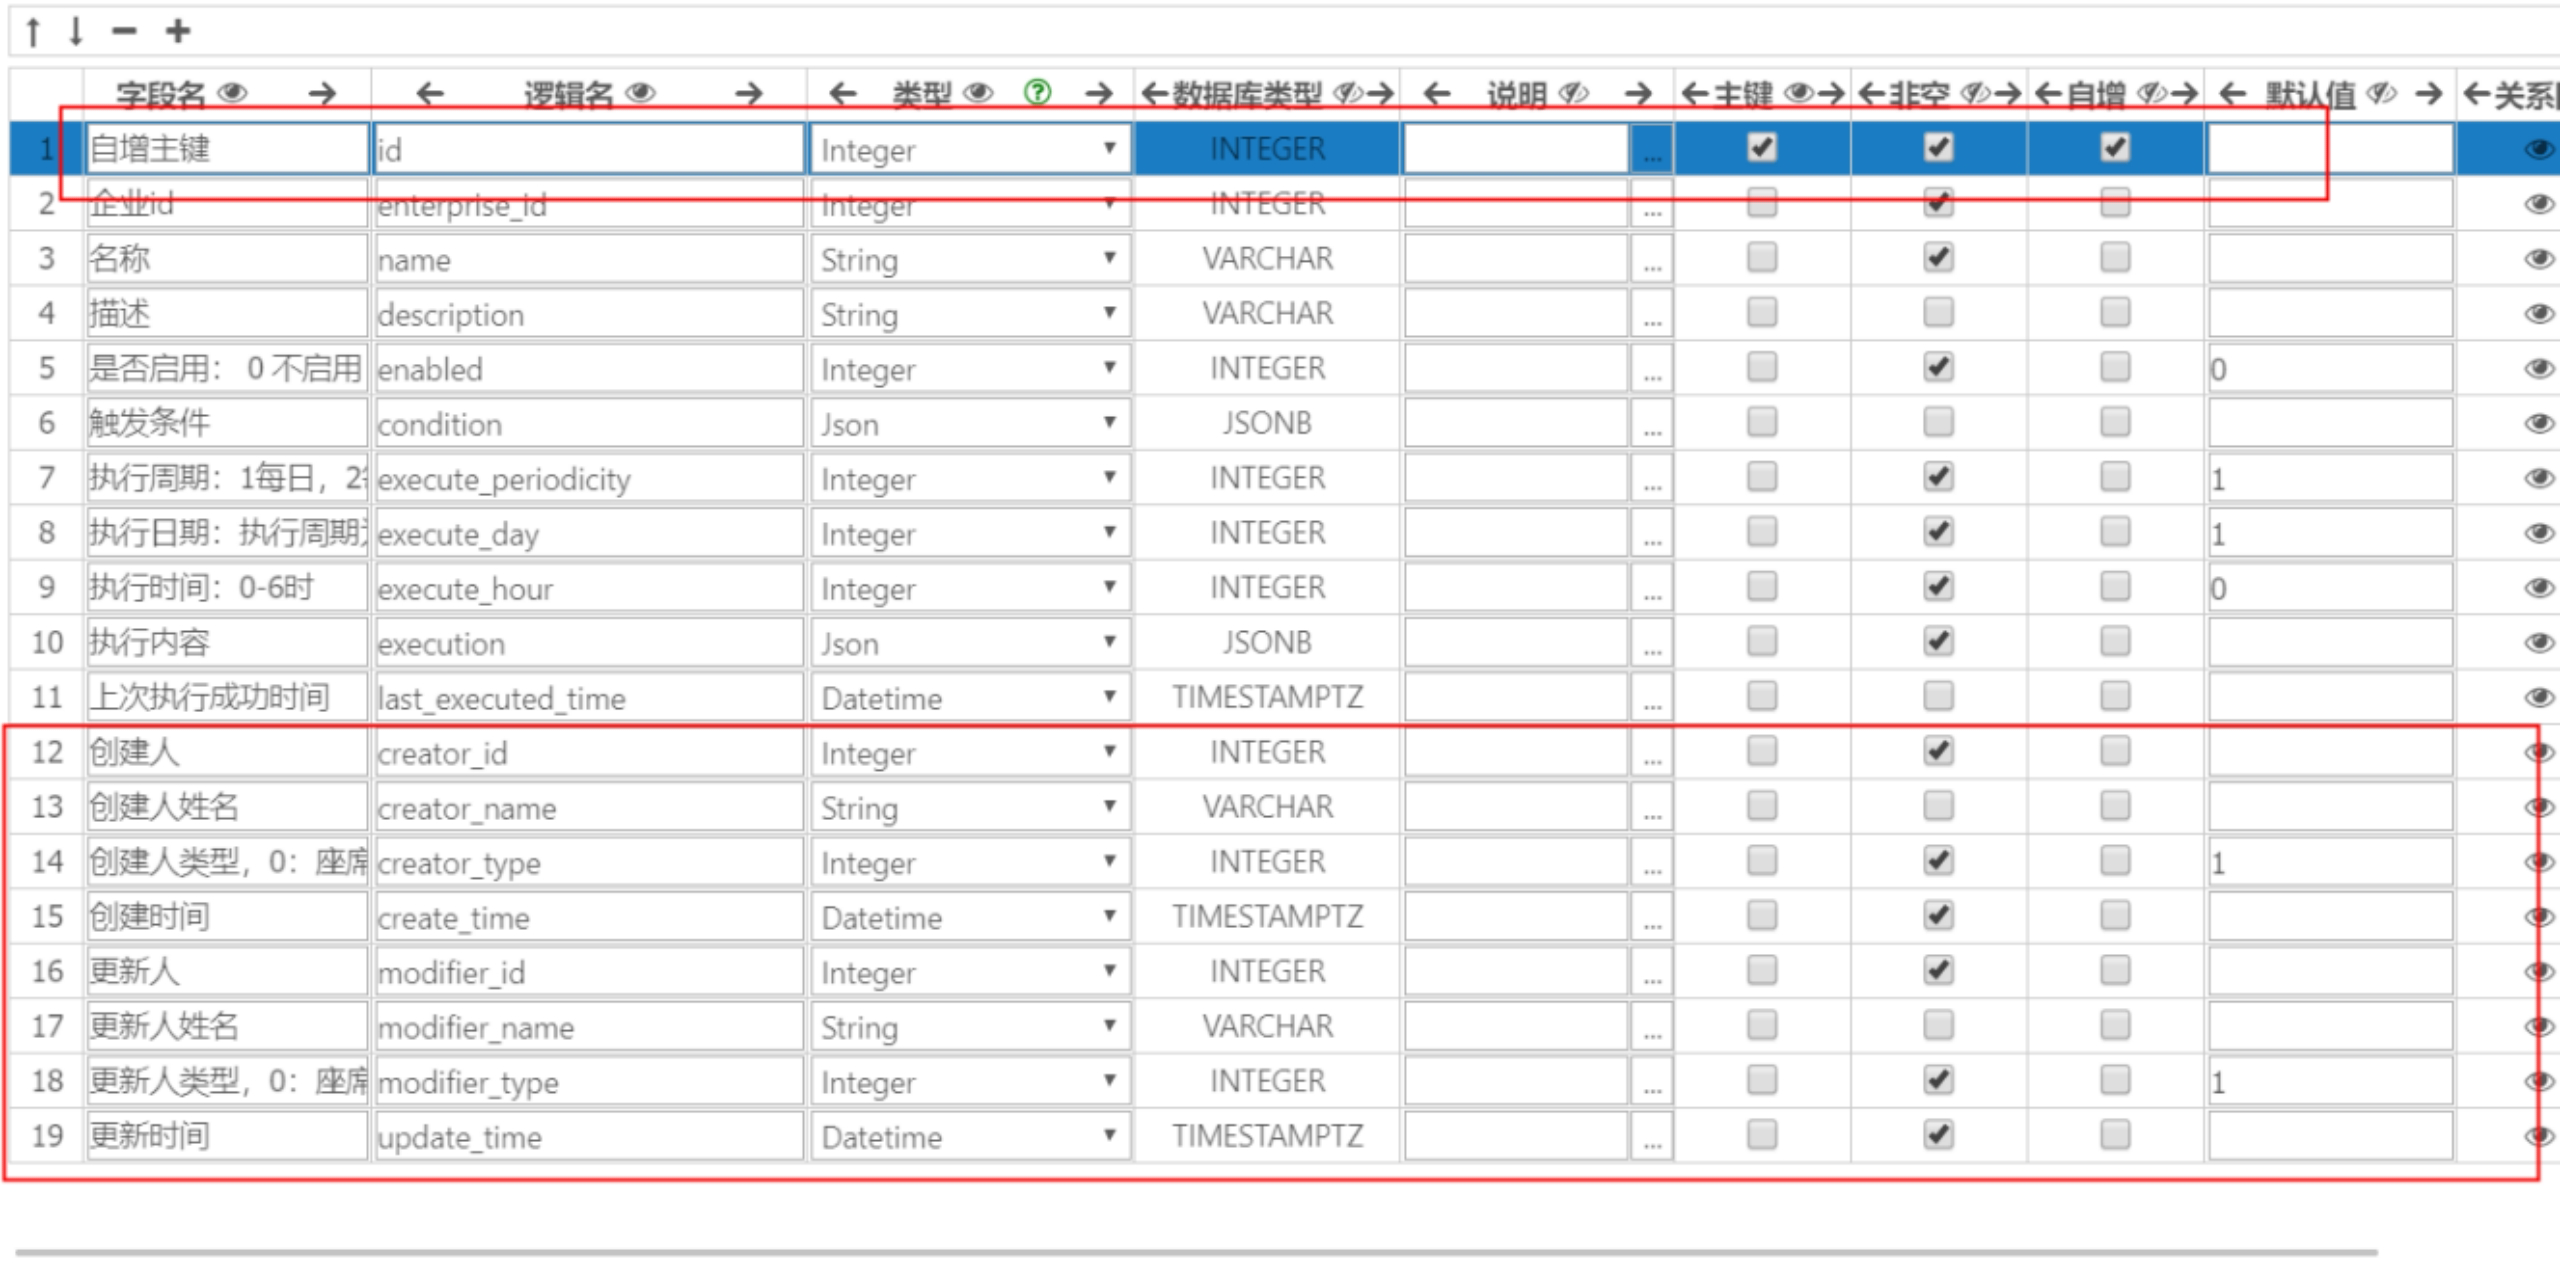 字段名 逻辑名 类型 数据库类型 说明 主键 非空 自增 默认值 关系
1 自增主键 id Integer INTEGER ...
2 企业id enterprise_id Integer INTEGER ...
3 名称 name String VARCHAR ...
4 描述 description String VARCHAR ...
5 是否启用： 0 不启用 enabled Integer INTEGER ... 0
6 触发条件 condition Json JSONB ...
7 执行周期：1每日，2 execute_periodicity Integer INTEGER ... 1
8 执行日期：执行周期 execute_day Integer INTEGER ... 1
9 执行时间：0-6时 execute_hour Integer INTEGER ... 0
10 执行内容 execution Json JSONB ...
11 上次执行成功时间 last_executed_time Datetime TIMESTAMPTZ ...
12 创建人 creator_id Integer INTEGER ...
13 创建人姓名 creator_name String VARCHAR ...
14 创建人类型，0：座席 creator_type Integer INTEGER ... 1
15 创建时间 create_time Datetime TIMESTAMPTZ ...
16 更新人 modifier_id Integer INTEGER ...
17 更新人姓名 modifier_name String VARCHAR ...
18 更新人类型，0：座席 modifier_type Integer INTEGER ... 1
19 更新时间 update_time Datetime TIMESTAMPTZ ...